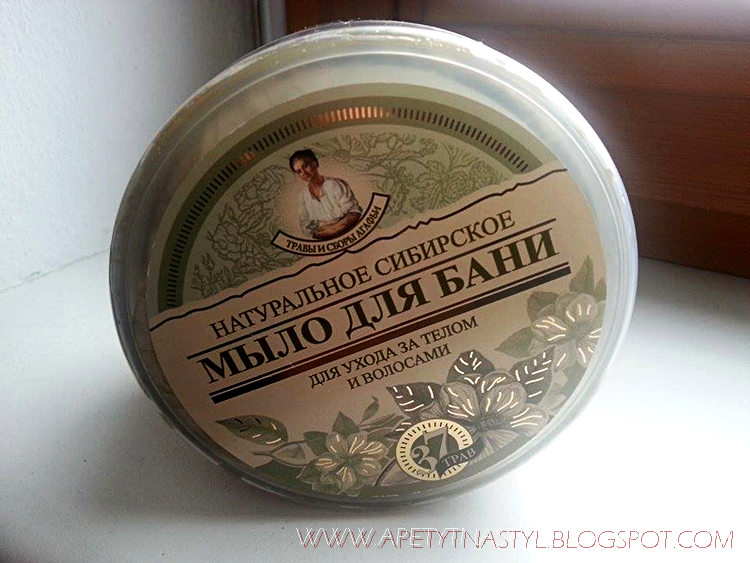 ТРАВЫ И СБОРЫ АГАФЬИ
НАТУРАЛЬНОЕ СИБИРСКОЕ
МЫЛО ДЛЯ БАНИ
ДЛЯ УХОДА ЗА ТЕЛОМ
И ВОЛОСАМИ
37
ТРАВ
WWW.APETYTNASTYL.BLOGSPOT.COM